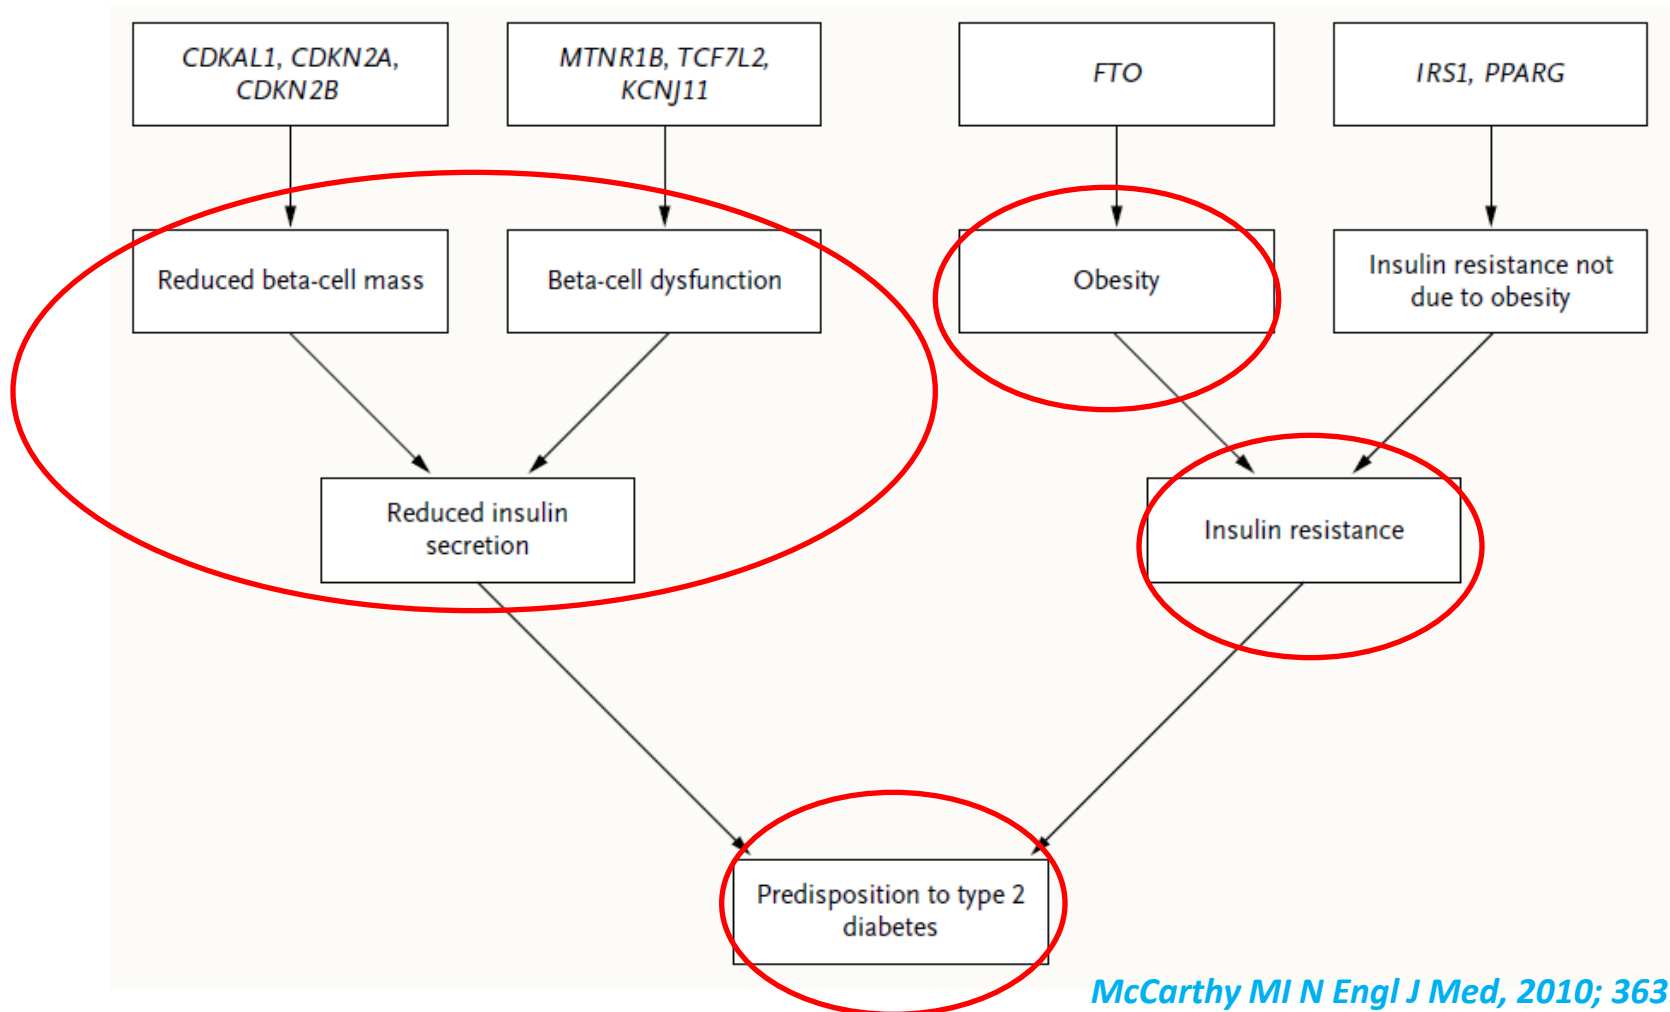 CDKAL1, CDKN2A,
CDKN2B
MTNR1B, TCF7L2,
KCNJ11
FTO
IRS1, PPARG
Reduced beta-cell mass
Beta-cell dysfunction
Obesity
Insulin resistance not
due to obesity
Reduced insulin
secretion
Insulin resistance
Predisposition to type 2
diabetes
McCarthy MI N Engl J Med, 2010; 363